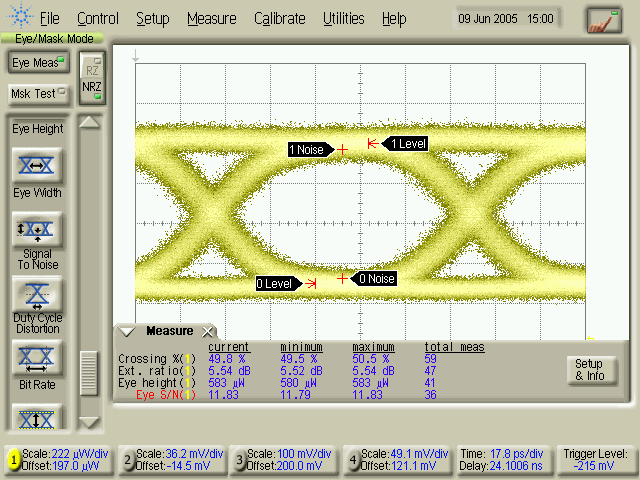 File Control Setup Measure Calibrate Utilities Help 09 Jun 2005 15:00
Eye/Mask Mode
Eye Meas
RZ
NRZ
Msk Test
Eye Height
Eye Width
Signal
To Noise
Duty Cycle
Distortion
Bit Rate
1 Noise
1 Level
0 Level
0 Noise
Measure
current minimum maximum total meas
Crossing %(1) 49.8 % 49.5 % 50.5 % 59
Ext. ratio(1) 5.54 dB 5.52 dB 5.54 dB 47
Eye height(1) 583 µW 580 µW 583 µW 41
Eye S/N(1) 11.83 11.79 11.83 36
Setup
& Info
1 Scale:222 µW/div
Offset:197.0 µW
2 Scale:36.2 mV/div
Offset:-14.5 mV
3 Scale:100 mV/div
Offset:200.0 mV
4 Scale:49.1 mV/div
Offset:121.1 mV
Time: 17.8 ps/div
Delay:24.1006 ns
Trigger Level:
-215 mV